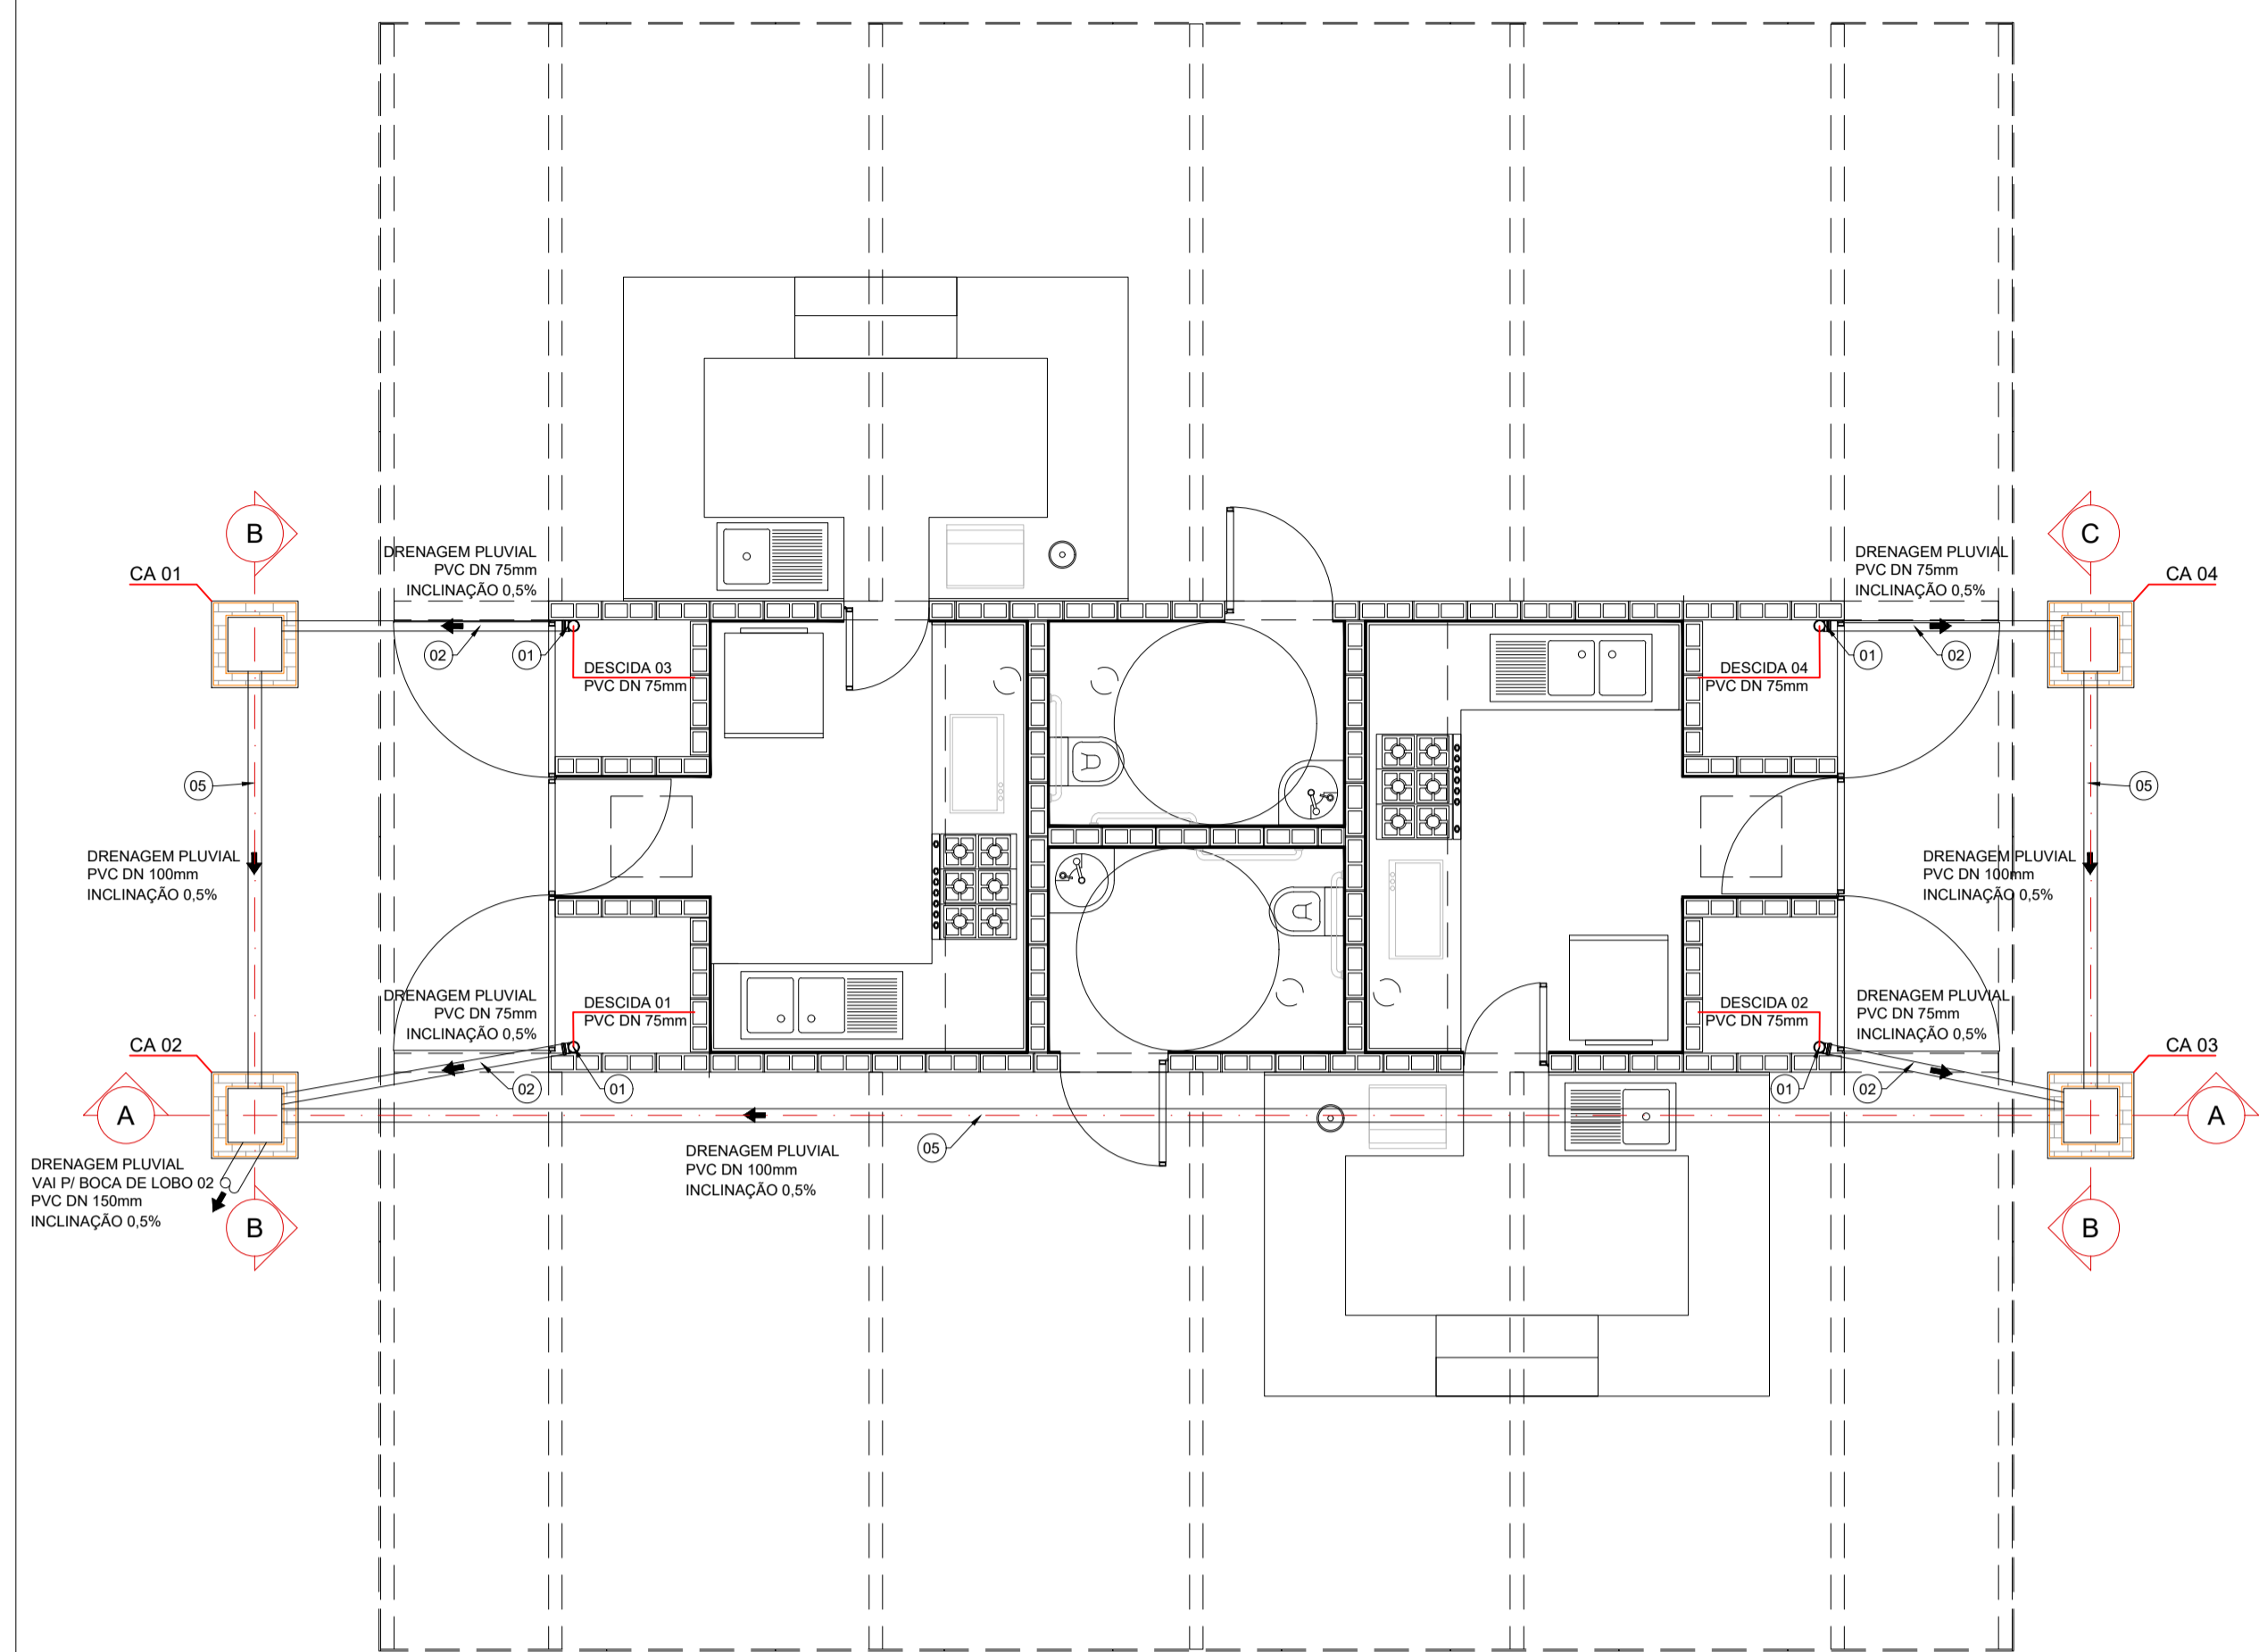 B
C
DRENAGEM PLUVIAL
PVC DN 75mm
INCLINAÇÃO 0,5%
DRENAGEM PLUVIAL
PVC DN 75mm
INCLINAÇÃO 0,5%
CA 01
CA 04
02
01
01
02
DESCIDA 03
PVC DN 75mm
DESCIDA 04
PVC DN 75mm
05
05
DRENAGEM PLUVIAL
PVC DN 100mm
INCLINAÇÃO 0,5%
DRENAGEM PLUVIAL
PVC DN 100mm
INCLINAÇÃO 0,5%
DRENAGEM PLUVIAL
PVC DN 75mm
INCLINAÇÃO 0,5%
DESCIDA 01
PVC DN 75mm
DESCIDA 02
PVC DN 75mm
DRENAGEM PLUVIAL
PVC DN 75mm
INCLINAÇÃO 0,5%
CA 02
CA 03
02
01
01
02
A
A
05
DRENAGEM PLUVIAL
PVC DN 100mm
INCLINAÇÃO 0,5%
DRENAGEM PLUVIAL
VAI P/ BOCA DE LOBO 02
PVC DN 150mm
INCLINAÇÃO 0,5%
B
B